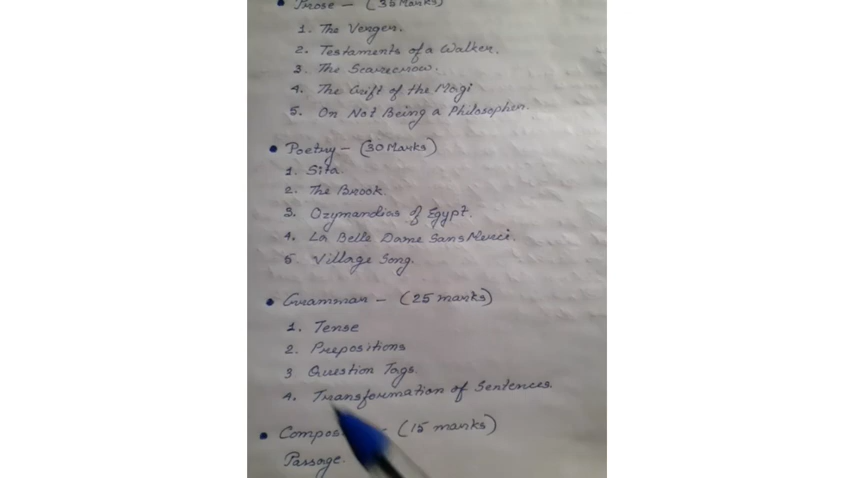 • Prose – (35 Marks)
1. The Verger.
2. Testaments of a Walker.
3. The Scarecrow.
4. The Gift of the Magi
5. On Not Being a Philosopher.
• Poetry – (30 Marks)
1. Sita.
2. The Brook.
3. Ozymandias of Egypt.
4. La Belle Dame Sans Merci.
5. Village Song.
• Grammar – (25 marks)
1. Tense
2. Prepositions
3. Question Tags.
4. Transformation of Sentences.
• – (15 marks)
Passage.